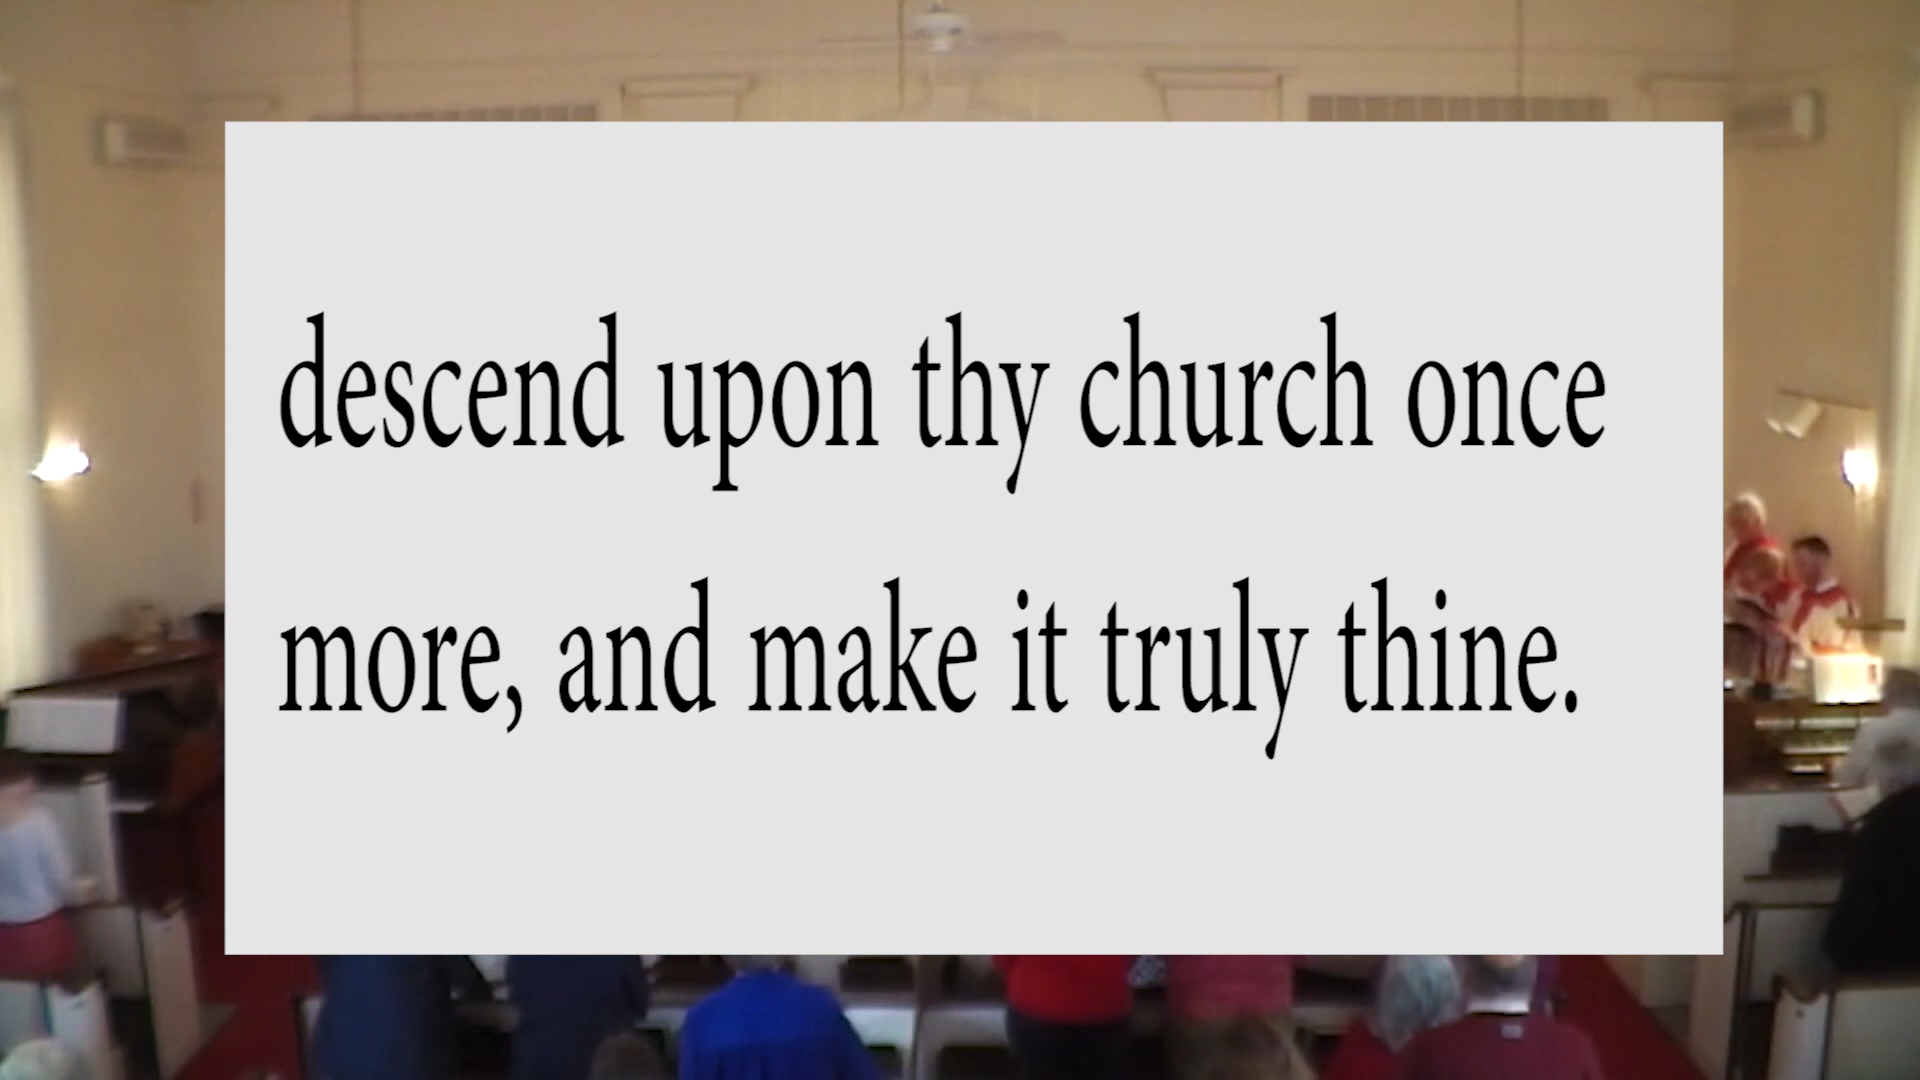 descend upon thy church once
more, and make it truly thine.